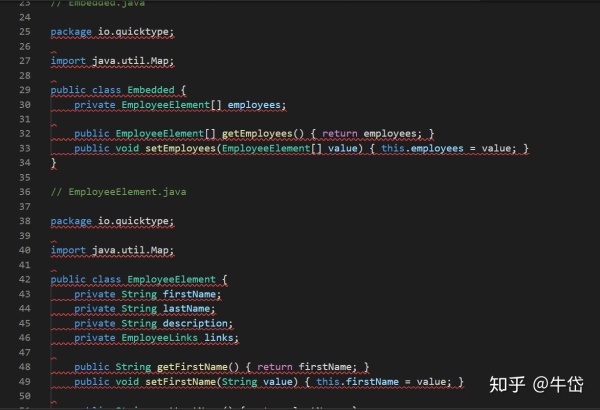 23 // Embedded.java
24
25 package io.quicktype;
26
27 import java.util.Map;
28
29 public class Embedded {
30 private EmployeeElement[] employees;
31
32 public EmployeeElement[] getEmployees() { return employees; }
33 public void setEmployees(EmployeeElement[] value) { this.employees = value; }
34 }
35
36 // EmployeeElement.java
37
38 package io.quicktype;
39
40 import java.util.Map;
41
42 public class EmployeeElement {
43 private String firstName;
44 private String lastName;
45 private String description;
46 private EmployeeLinks links;
47
48 public String getFirstName() { return firstName; }
49 public void setFirstName(String value) { this.firstName = value; }
50
知乎 @牛岱